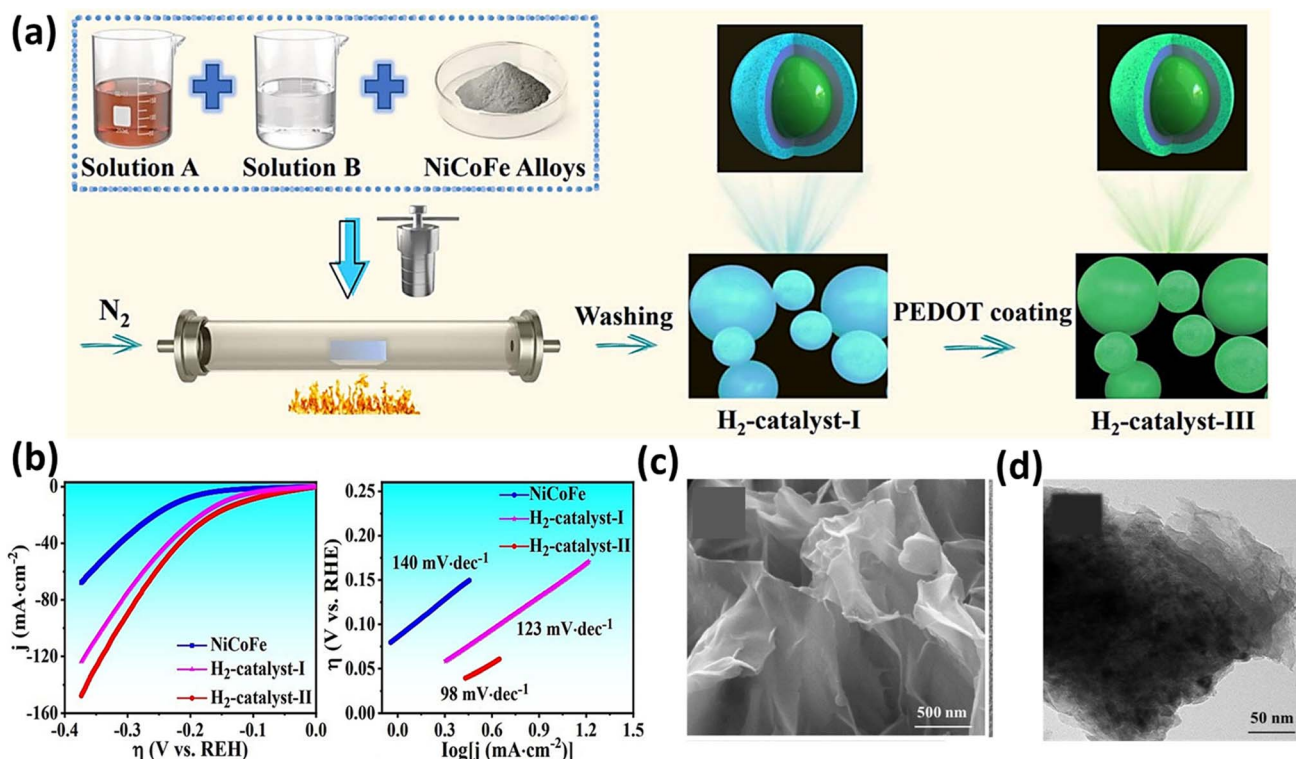 (a)
Solution A
Solution B
NiCoFe Alloys
N₂
Washing
PEDOT coating
H₂-catalyst-I
H₂-catalyst-III
(b)
j (mA·cm⁻²)
0
-40
-80
-120
-160
-0.4
-0.3
-0.2
-0.1
-0.0
η (V vs. REH)
NiCoFe
H₂-catalyst-I
H₂-catalyst-II
η (V vs. RHE)
0.25
0.20
0.15
0.10
0.05
0.00
0.0
0.3
0.6
0.9
1.2
1.5
log[j (mA·cm⁻²)]
NiCoFe
H₂-catalyst-I
H₂-catalyst-II
140 mV·dec⁻¹
123 mV·dec⁻¹
98 mV·dec⁻¹
(c)
500 nm
(d)
50 nm